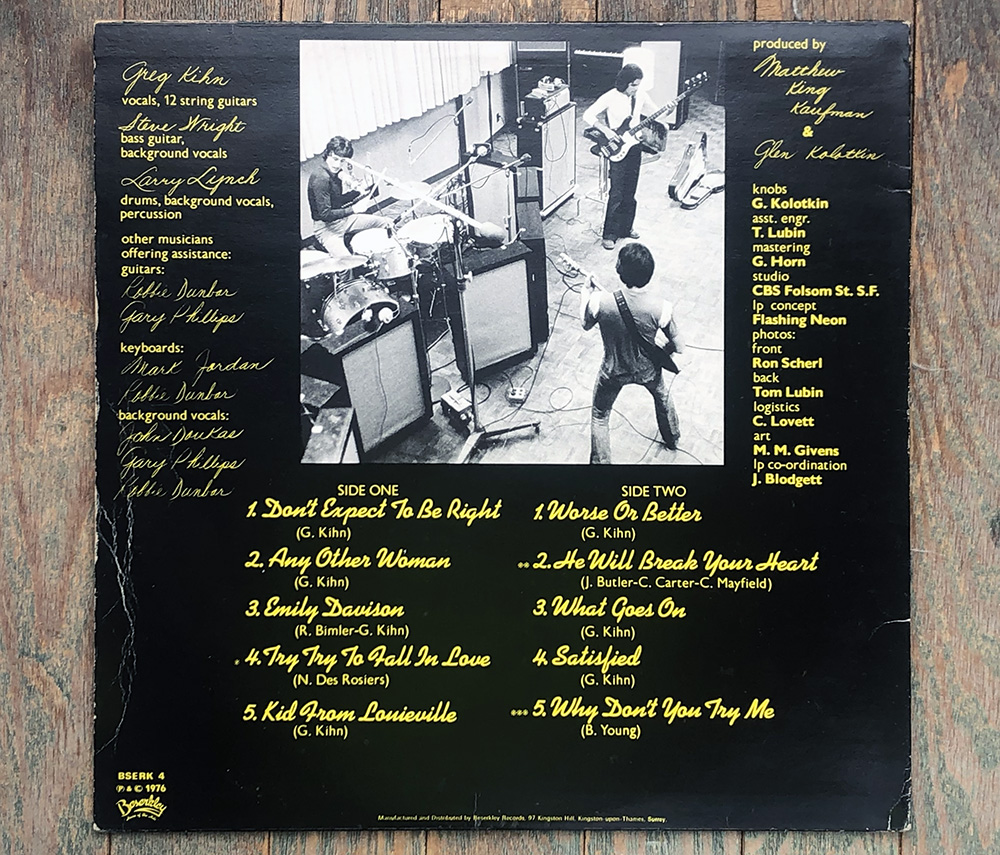 Greg Kihn
vocals, 12 string guitars
Steve Wright
bass guitar,
background vocals
Larry Lynch
drums, background vocals,
percussion
other musicians
offering assistance:
guitars:
Robbie Dunbar
Gary Phillips
keyboards:
Mark Jordan
Robbie Dunbar
background vocals:
John Doukas
Gary Phillips
Robbie Dunbar
produced by
Matthew
King
Kaufman
&
Glen Kolotkin
knobs
G. Kolotkin
asst. engr.
T. Lubin
mastering
G. Horn
studio
CBS Folsom St. S.F.
lp concept
Flashing Neon
photos:
front
Ron Scherl
back
Tom Lubin
logistics
C. Lovett
art
M. M. Givens
lp co-ordination
J. Blodgett
SIDE ONE
1. Don't Expect To Be Right
(G. Kihn)
2. Any Other Woman
(G. Kihn)
3. Emily Davison
(R. Bimler-G. Kihn)
* 4. Try Try To Fall In Love
(N. Des Rosiers)
5. Kid From Louieville
(G. Kihn)
SIDE TWO
1. Worse Or Better
(G. Kihn)
** 2. He Will Break Your Heart
(J. Butler-C. Carter-C. Mayfield)
3. What Goes On
(G. Kihn)
4. Satisfied
(G. Kihn)
*** 5. Why Don't You Try Me
(B. Young)
BSERK 4
℗ & © 1976
Beserkley
Manufactured and Distributed by Beserkley Records, 97 Kingston Hill, Kingston-upon-Thames, Surrey.